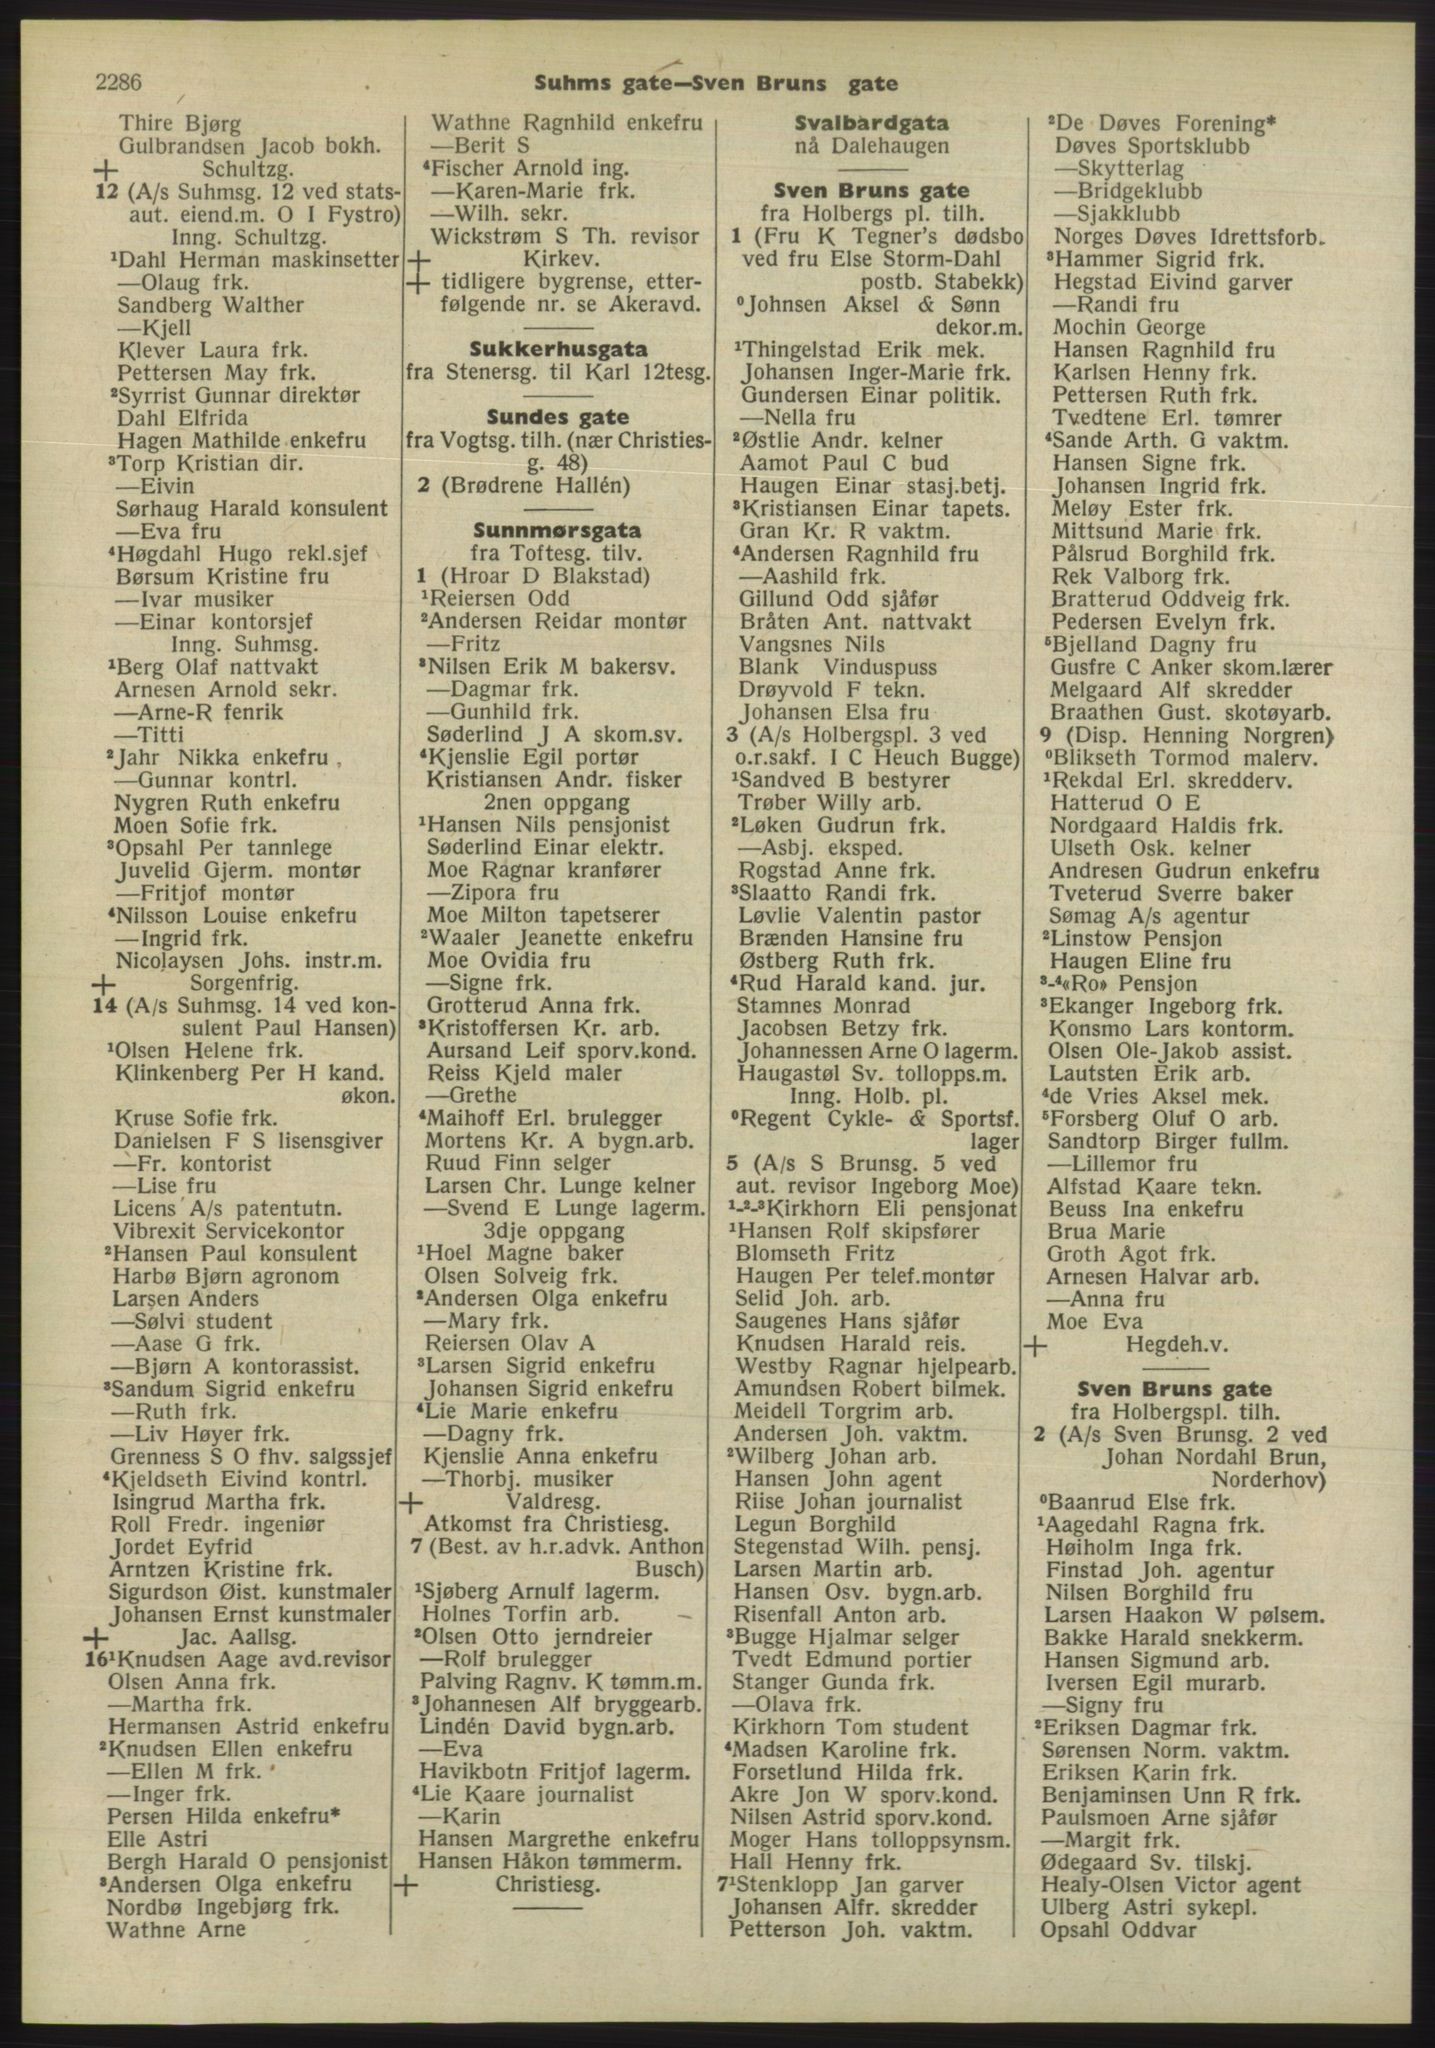 2286
Suhms gate—Sven Bruns gate
Thire Bjørg
Gulbrandsen Jacob bokh.
+ Schultzg.
12 (A/s Suhmsg. 12 ved stats-
aut. eiend.m. O I Fystro)
Inng. Schultzg.
¹Dahl Herman maskinsetter
—Olaug frk.
Sandberg Walther
—Kjell
Klever Laura frk.
Pettersen May frk.
²Syrrist Gunnar direktør
Dahl Elfrida
Hagen Mathilde enkefru
³Torp Kristian dir.
—Eivin
Sørhaug Harald konsulent
—Eva fru
⁴Høgdahl Hugo rekl.sjef
Børsum Kristine fru
—Ivar musiker
—Einar kontorsjef
Inng. Suhmsg.
¹Berg Olaf nattvakt
Arnesen Arnold sekr.
—Arne-R fenrik
—Titti
²Jahr Nikka enkefru
—Gunnar kontrl.
Nygren Ruth enkefru
Moen Sofie frk.
³Opsahl Per tannlege
Juvelid Gjerm. montør
—Fritjof montør
⁴Nilsson Louise enkefru
—Ingrid frk.
Nicolaysen Johs. instr.m.
+ Sorgenfrig.
14 (A/s Suhmsg. 14 ved kon-
sulent Paul Hansen)
¹Olsen Helene frk.
Klinkenberg Per H kand.
økon.
Kruse Sofie frk.
Danielsen F S lisensgiver
—Fr. kontorist
—Lise fru
Licens A/s patentutn.
Vibrexit Servicekontor
²Hansen Paul konsulent
Harbø Bjørn agronom
Larsen Anders
—Sølvi student
—Aase G frk.
—Bjørn A kontorassist.
³Sandum Sigrid enkefru
—Ruth frk.
—Liv Høyer frk.
Grenness S O fhv. salgssjef
⁴Kjeldseth Eivind kontrl.
Isingrud Martha frk.
Roll Fredr. ingeniør
Jordet Eyfrid
Arntzen Kristine frk.
Sigurdson Øist. kunstmaler
Johansen Ernst kunstmaler
+ Jac. Aallsg.
16¹Knudsen Aage avd.revisor
Olsen Anna frk.
—Martha frk.
Hermansen Astrid enkefru
²Knudsen Ellen enkefru
—Ellen M frk.
—Inger frk.
Persen Hilda enkefru*
Elle Astri
Bergh Harald O pensjonist
³Andersen Olga enkefru
Nordbø Ingebjørg frk.
Wathne Arne
Wathne Ragnhild enkefru
—Berit S
⁴Fischer Arnold ing.
—Karen-Marie frk.
—Wilh. sekr.
Wickstrøm S Th. revisor
+ Kirkev.
+ tidligere bygrense, etter-
følgende nr. se Akeravd.
Sukkerhusgata
fra Stenersg. til Karl 12tesg.
Sundes gate
fra Vogtsg. tilh. (nær Christies-
g. 48)
2 (Brødrene Hallén)
Sunnmørsgata
fra Toftesg. tilv.
1 (Hroar D Blakstad)
¹Reiersen Odd
²Andersen Reidar montør
—Fritz
³Nilsen Erik M bakersv.
—Dagmar frk.
—Gunhild frk.
Søderlind J A skom.sv.
⁴Kjenslie Egil portør
Kristiansen Andr. fisker
2nen oppgang
¹Hansen Nils pensjonist
Søderlind Einar elektr.
Moe Ragnar kranfører
—Zipora fru
Moe Milton tapetserer
²Waaler Jeanette enkefru
Moe Ovidia fru
—Signe frk.
Grotterud Anna frk.
³Kristoffersen Kr. arb.
Aursand Leif sporv.kond.
Reiss Kjeld maler
—Grethe
⁴Maihoff Erl. brulegger
Mortens Kr. A bygn.arb.
Ruud Finn selger
Larsen Chr. Lunge kelner
—Svend E Lunge lagerm.
3dje oppgang
¹Hoel Magne baker
Olsen Solveig frk.
²Andersen Olga enkefru
—Mary frk.
Reiersen Olav A
³Larsen Sigrid enkefru
Johansen Sigrid enkefru
⁴Lie Marie enkefru
—Dagny frk.
Kjenslie Anna enkefru
—Thorbj. musiker
+ Valdresg.
Atkomst fra Christiesg.
7 (Best. av h.r.advk. Anthon
Busch)
¹Sjøberg Arnulf lagerm.
Holnes Torfin arb.
²Olsen Otto jerndreier
—Rolf brulegger
Palving Ragnv. K tømm.m.
³Johannesen Alf bryggearb.
Lindén David bygn.arb.
—Eva
Havikbotn Fritjof lagerm.
⁴Lie Kaare journalist
—Karin
Hansen Margrethe enkefru
Hansen Håkon tømmerm.
+ Christiesg.
Svalbardgata
nå Dalehaugen
Sven Bruns gate
fra Holbergs pl. tilh.
1 (Fru K Tegner's dødsbo
ved fru Else Storm-Dahl
postb. Stabekk)
⁰Johnsen Aksel & Sønn
dekor.m.
¹Thingelstad Erik mek.
Johansen Inger-Marie frk.
Gundersen Einar politik.
—Nella fru
²Østlie Andr. kelner
Aamot Paul C bud
Haugen Einar stasj.betj.
³Kristiansen Einar tapets.
Gran Kr. R vaktm.
⁴Andersen Ragnhild fru
—Aashild frk.
Gillund Odd sjåfør
Bråten Ant. nattvakt
Vangsnes Nils
Blank Vinduspuss
Drøyvold F tekn.
Johansen Elsa fru
3 (A/s Holbergspl. 3 ved
o.r.sakf. I C Heuch Bugge)
¹Sandved B bestyrer
Trøber Willy arb.
²Løken Gudrun frk.
—Asbj. eksped.
Rogstad Anne frk.
³Slaatto Randi frk.
Løvlie Valentin pastor
Brænden Hansine fru
Østberg Ruth frk.
⁴Rud Harald kand. jur.
Stamnes Monrad
Jacobsen Betzy frk.
Johannessen Arne O lagerm.
Haugastøl Sv. tollopps.m.
Inng. Holb. pl.
⁰Regent Cykle- & Sportsf.
lager
5 (A/s S Brunsg. 5 ved
aut. revisor Ingeborg Moe)
¹-²-³Kirkhorn Eli pensjonat
¹Hansen Rolf skipsfører
Blomseth Fritz
Haugen Per telef.montør
Selid Joh. arb.
Saugenes Hans sjåfør
Knudsen Harald reis.
Westby Ragnar hjelpearb.
Amundsen Robert bilmek.
Meidell Torgrim arb.
Andersen Joh. vaktm.
²Wilberg Johan arb.
Hansen John agent
Riise Johan journalist
Legun Borghild
Stegenstad Wilh. pensj.
Larsen Martin arb.
Hansen Osv. bygn.arb.
Risenfall Anton arb.
³Bugge Hjalmar selger
Tvedt Edmund portier
Stanger Gunda frk.
—Olava frk.
Kirkhorn Tom student
⁴Madsen Karoline frk.
Forsetlund Hilda frk.
Akre Jon W sporv.kond.
Nilsen Astrid sporv.kond.
Moger Hans tolloppsynsm.
Hall Henny frk.
7¹Stenklopp Jan garver
Johansen Alfr. skredder
Petterson Joh. vaktm.
²De Døves Forening*
Døves Sportsklubb
—Skytterlag
—Bridgeklubb
—Sjakklubb
Norges Døves Idrettsforb.
³Hammer Sigrid frk.
Hegstad Eivind garver
—Randi fru
Mochin George
Hansen Ragnhild fru
Karlsen Henny frk.
Pettersen Ruth frk.
Tvedtene Erl. tømrer
⁴Sande Arth. G vaktm.
Hansen Signe frk.
Johansen Ingrid frk.
Meløy Ester frk.
Mittsund Marie frk.
Pålsrud Borghild frk.
Rek Valborg frk.
Bratterud Oddveig frk.
Pedersen Evelyn frk.
⁵Bjelland Dagny fru
Gusfre C Anker skom.lærer
Melgaard Alf skredder
Braathen Gust. skotøyarb.
9 (Disp. Henning Norgren)
⁰Blikseth Tormod malerv.
¹Rekdal Erl. skredderv.
Hatterud O E
Nordgaard Haldis frk.
Ulseth Osk. kelner
Andresen Gudrun enkefru
Tveterud Sverre baker
Sømag A/s agentur
²Linstow Pensjon
Haugen Eline fru
³-⁴«Ro» Pensjon
³Ekanger Ingeborg frk.
Konsmo Lars kontorm.
Olsen Ole-Jakob assist.
Lautsten Erik arb.
⁴de Vries Aksel mek.
⁵Forsberg Oluf O arb.
Sandtorp Birger fullm.
—Lillemor fru
Alfstad Kaare tekn.
Beuss Ina enkefru
Brua Marie
Groth Ågot frk.
Arnesen Halvar arb.
—Anna fru
Moe Eva
+ Hegdeh.v.
Sven Bruns gate
fra Holbergspl. tilh.
2 (A/s Sven Brunsg. 2 ved
Johan Nordahl Brun,
Norderhov)
⁰Baanrud Else frk.
¹Aagedahl Ragna frk.
Høiholm Inga frk.
Finstad Joh. agentur
Nilsen Borghild fru
Larsen Haakon W pølsem.
Bakke Harald snekkerm.
Hansen Sigmund arb.
Iversen Egil murarb.
—Signy fru
²Eriksen Dagmar frk.
Sørensen Norm. vaktm.
Eriksen Karin frk.
Benjaminsen Unn R frk.
Paulsmoen Arne sjåfør
—Margit frk.
Ødegaard Sv. tilskj.
Healy-Olsen Victor agent
Ulberg Astri sykepl.
Opsahl Oddvar